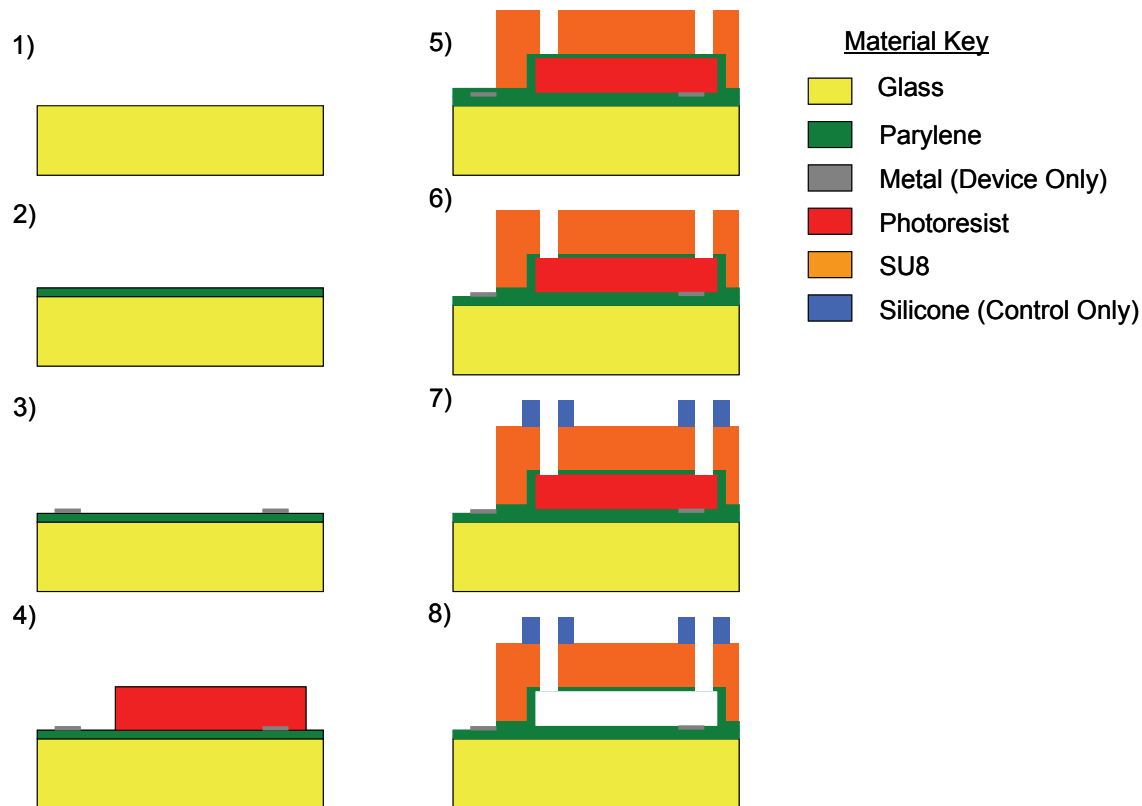 1)
2)
3)
4)
5)
6)
7)
8)
Material Key
Glass
Parylene
Metal (Device Only)
Photoresist
SU8
Silicone (Control Only)